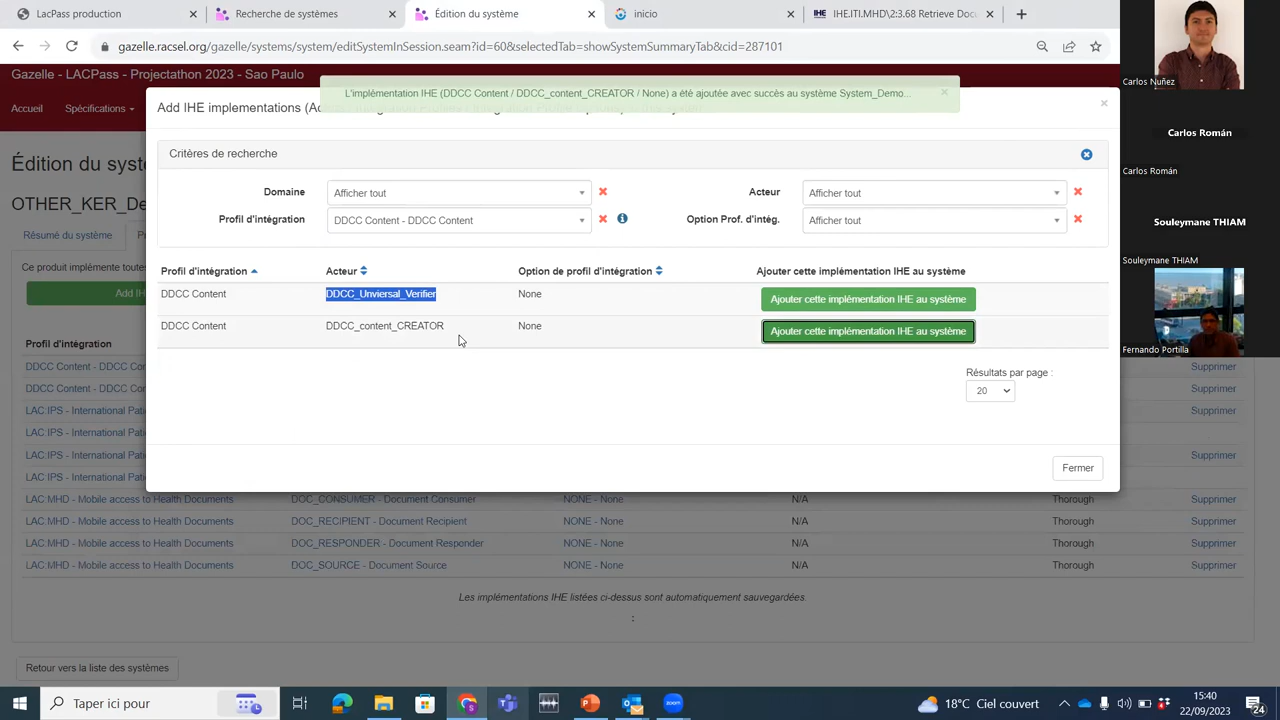 LacPass production
Recherche de systèmes
Édition du système
inicio
IHE.ITI.MHD\2:3.68 Retrieve Docu
gazelle.racsel.org/gazelle/systems/system/editSystemInSession.seam?id=60&selectedTab=showSystemSummaryTab&cid=287101
Gazelle - LACPass - Projectathon 2023 - Sao Paulo
Accueil Spécifications
L'implémentation IHE (DDCC Content / DDCC_content_CREATOR / None) a été ajoutée avec succès au système System_Demo...
Add IHE implementations
Critères de recherche
Domaine Afficher tout Acteur Afficher tout
Profil d'intégration DDCC Content - DDCC Content Option Prof. d'intég. Afficher tout
Profil d'intégration Acteur Option de profil d'intégration Ajouter cette implémentation IHE au système
DDCC Content DDCC_Unviersal_Verifier None Ajouter cette implémentation IHE au système
DDCC Content DDCC_content_CREATOR None Ajouter cette implémentation IHE au système
Résultats par page :
20
Fermer
Édition du systè
OTHER_KER_De
Résumé du système
Ce produit implémente toutes
Add IH
Profil d'intégration
DDCC Content - DDCC Co Supprimer
DDCC Content - DDCC Co Supprimer
LAC:IPS - International Pati Supprimer
LAC:IPS - International Pati
LAC:IPS - International Pati Supprimer
LAC:IPS - International Pati
LAC:MHD - Mobile access to Health Documents DOC_CONSUMER - Document Consumer NONE - None N/A Thorough Supprimer
LAC:MHD - Mobile access to Health Documents DOC_RECIPIENT - Document Recipient NONE - None N/A Thorough Supprimer
LAC:MHD - Mobile access to Health Documents DOC_RESPONDER - Document Responder NONE - None N/A Thorough Supprimer
LAC:MHD - Mobile access to Health Documents DOC_SOURCE - Document Source NONE - None N/A Thorough Supprimer
Les implémentations IHE listées ci-dessus sont automatiquement sauvegardées.
:
Retour vers la liste des systèmes
Taper ici pour
18°C Ciel couvert
15:40
22/09/2023
24
Carlos Nuñez
Carlos Román
Carlos Román
Souleymane THIAM
Souleymane THIAM
Fernando Portilla